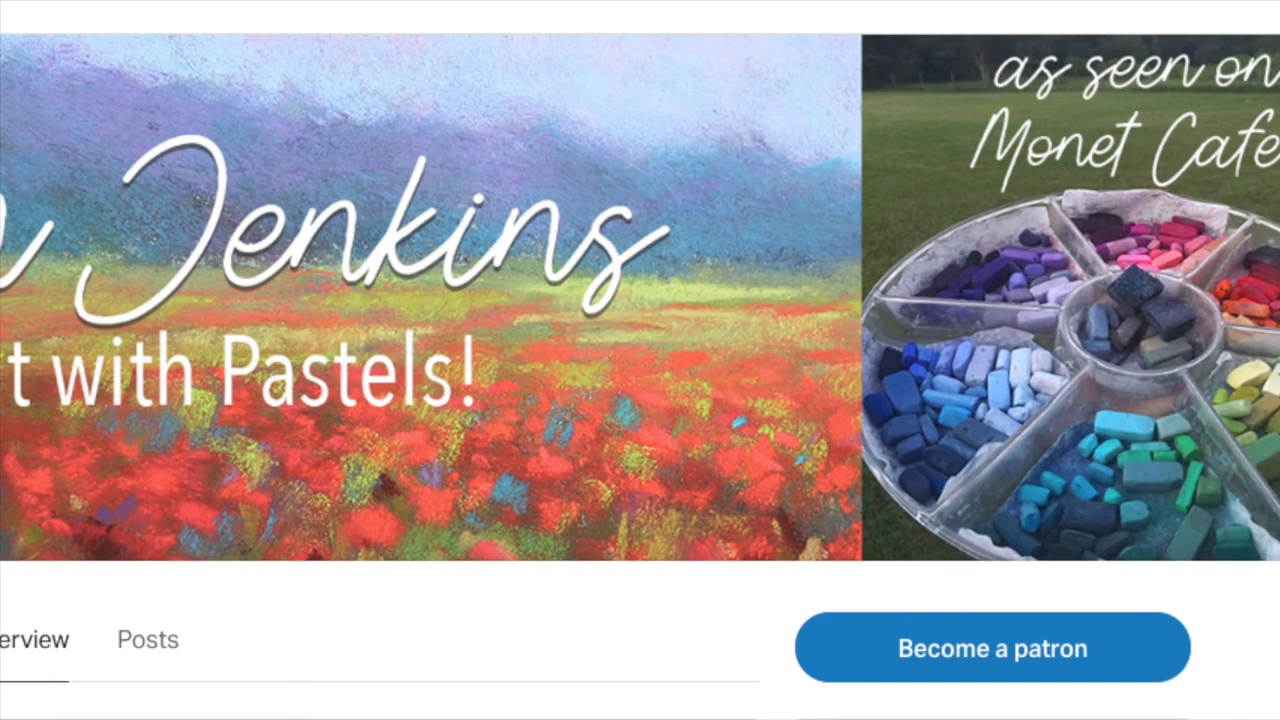 Jenkins
t with Pastels!
as seen on
Monet Cafe
erview
Posts
Become a patron